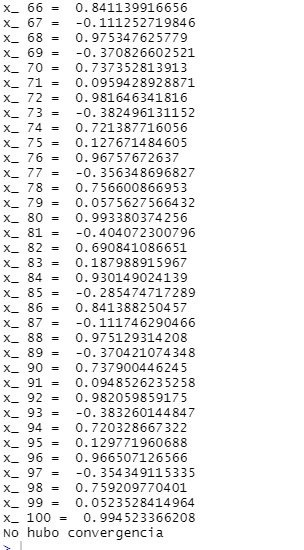 x_ 66 =  0.841139916656
x_ 67 =  -0.111252719846
x_ 68 =  0.975347625779
x_ 69 =  -0.370826602521
x_ 70 =  0.737352813913
x_ 71 =  0.0959428928871
x_ 72 =  0.981646341816
x_ 73 =  -0.382496131152
x_ 74 =  0.721387716056
x_ 75 =  0.127671484605
x_ 76 =  0.96757672637
x_ 77 =  -0.356348696827
x_ 78 =  0.756600866953
x_ 79 =  0.0575627566432
x_ 80 =  0.993380374256
x_ 81 =  -0.404072300796
x_ 82 =  0.690841086651
x_ 83 =  0.187988915967
x_ 84 =  0.930149024139
x_ 85 =  -0.285474717289
x_ 86 =  0.841388250457
x_ 87 =  -0.111746290466
x_ 88 =  0.975129314208
x_ 89 =  -0.370421074348
x_ 90 =  0.737900446245
x_ 91 =  0.0948526235258
x_ 92 =  0.982059859175
x_ 93 =  -0.383260144847
x_ 94 =  0.720328667322
x_ 95 =  0.129771960688
x_ 96 =  0.966507126566
x_ 97 =  -0.354349115335
x_ 98 =  0.759209770401
x_ 99 =  0.0523528414964
x_ 100 =  0.994523366208
No hubo convergencia
>